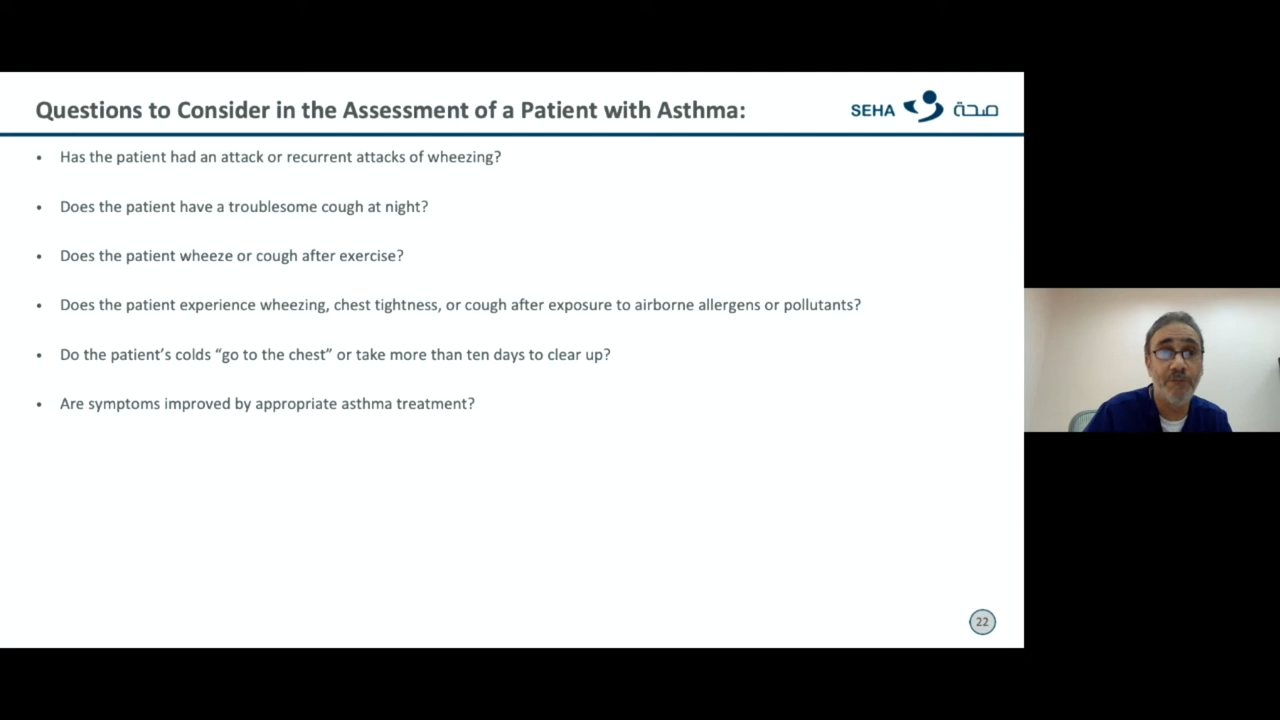 Questions to Consider in the Assessment of a Patient with Asthma:
SEHA صحة
• Has the patient had an attack or recurrent attacks of wheezing?
• Does the patient have a troublesome cough at night?
• Does the patient wheeze or cough after exercise?
• Does the patient experience wheezing, chest tightness, or cough after exposure to airborne allergens or pollutants?
• Do the patient’s colds “go to the chest” or take more than ten days to clear up?
• Are symptoms improved by appropriate asthma treatment?
22